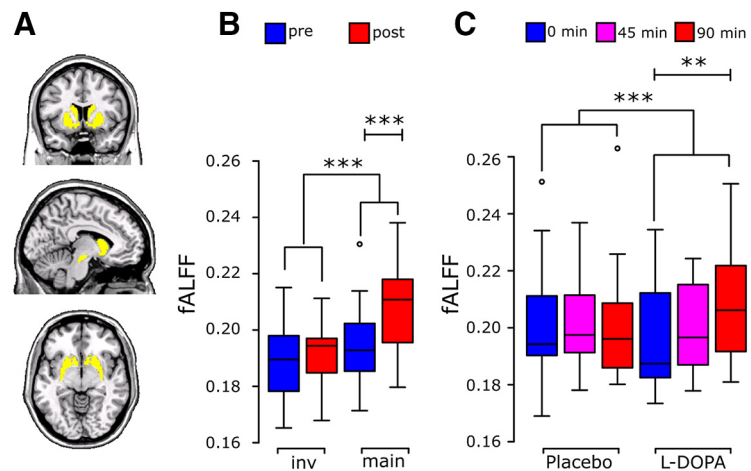 A
B
pre post
***
***
0.26
0.24
0.22
0.20
0.18
0.16
fALFF
inv main
C
0 min 45 min 90 min
**
***
0.26
0.24
0.22
0.20
0.18
0.16
fALFF
Placebo L-DOPA